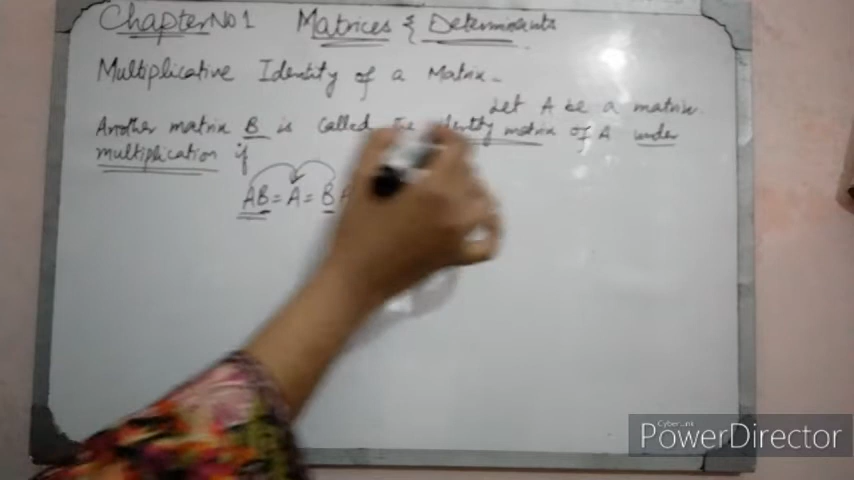 Chapter No 1 Matrices & Determinants
Multiplicative Identity of a Matrix.
Let A be a matrix.
Another matrix B is called the identity matrix of A under
multiplication if
AB = A = BA
CyberLink
PowerDirector